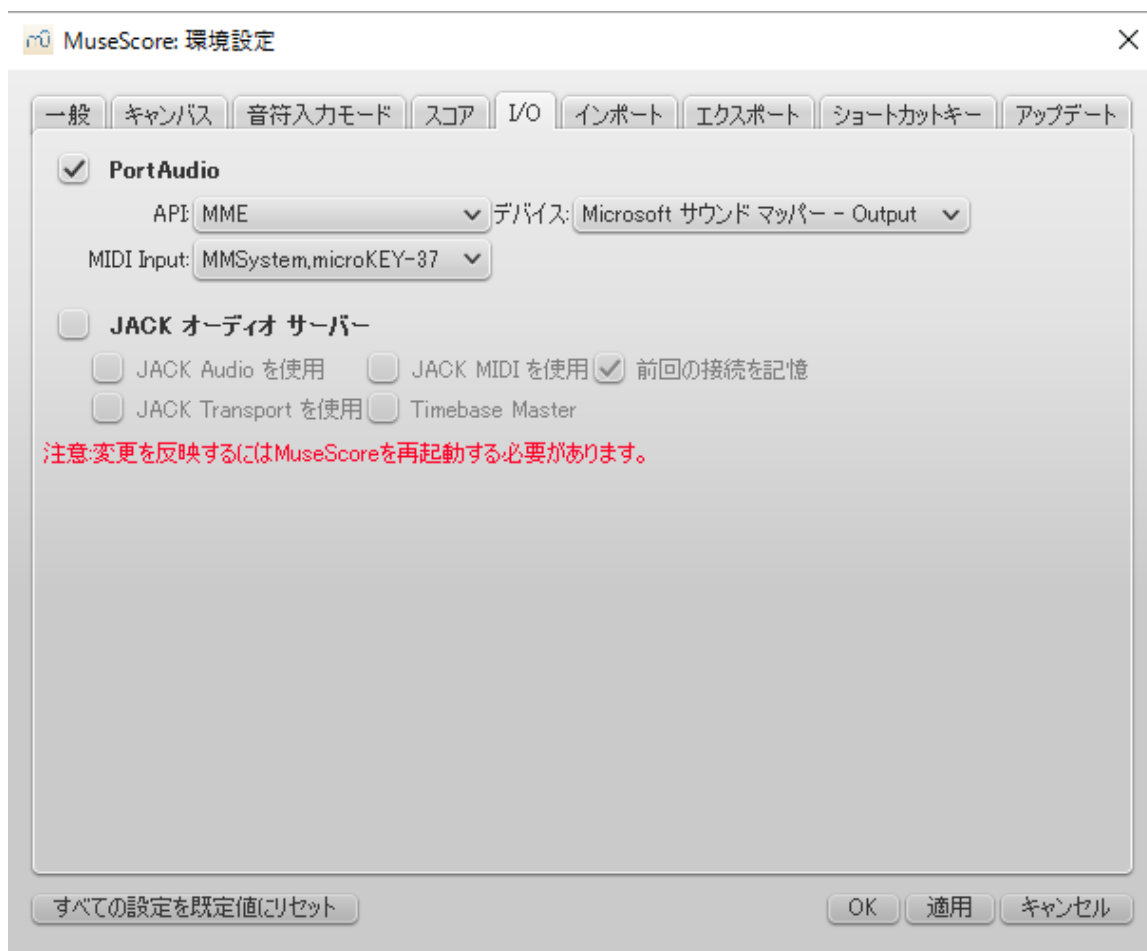 MuseScore: 環境設定
一般 キャンバス 音符入力モード スコア I/O インポート エクスポート ショートカットキー アップデート
PortAudio
API: MME デバイス: Microsoft サウンド マッパー - Output
MIDI Input: MMSystem,microKEY-37
JACK オーディオ サーバー
JACK Audio を使用 JACK MIDI を使用 前回の接続を記憶
JACK Transport を使用 Timebase Master
注意:変更を反映するにはMuseScoreを再起動する必要があります。
すべての設定を既定値にリセット OK 適用 キャンセル